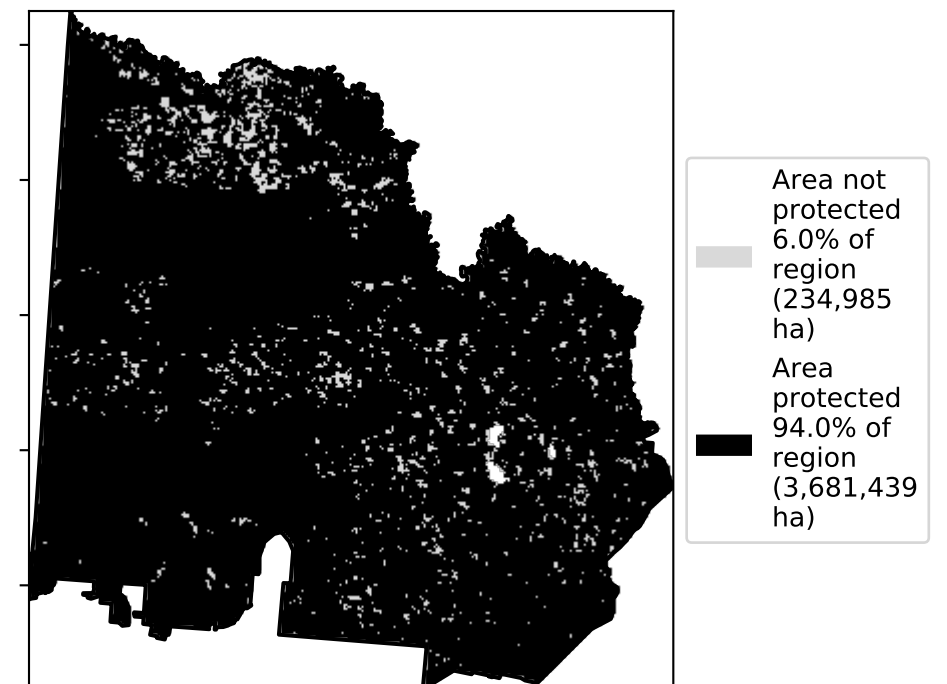 Area not
protected
6.0% of
region
(234,985
ha)
Area
protected
94.0% of
region
(3,681,439
ha)